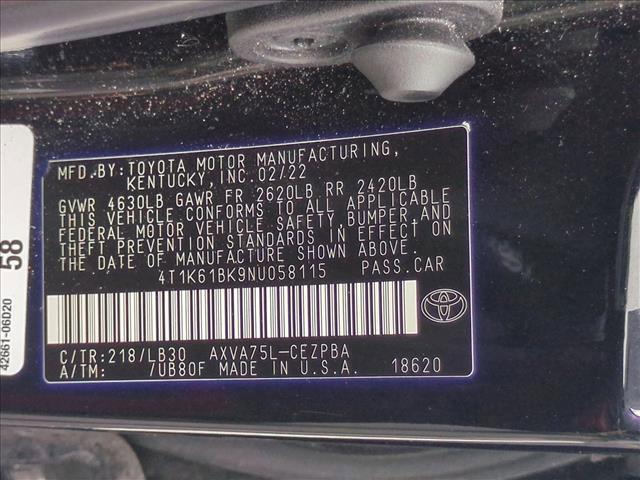 MFD.BY:TOYOTA MOTOR MANUFACTURING,
KENTUCKY, INC.02/22
GVWR 4630LB GAWR FR 2620LB RR 2420LB
THIS VEHICLE CONFORMS TO ALL APPLICABLE
FEDERAL MOTOR VEHICLE SAFETY, BUMPER,AND
THEFT PREVENTION STANDARDS IN EFFECT ON
THE DATE OF MANUFACTURE SHOWN ABOVE.
4T1K61BK9NU058115 PASS.CAR
C/TR:218/LB30 AXVA75L-CEZPBA
A/TM: /UB80F MADE IN U.S.A. 18620
42661-06D20
58